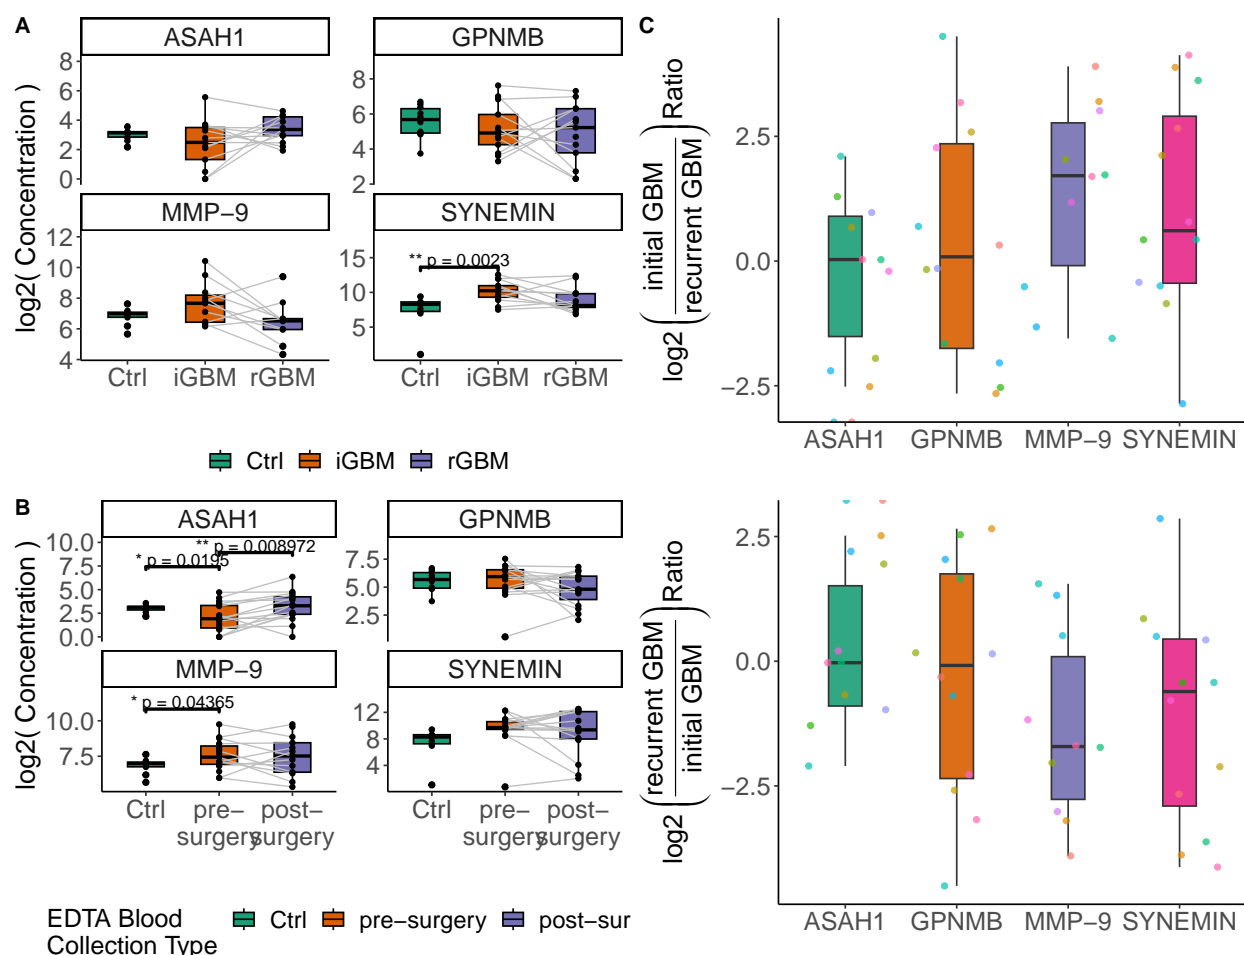 A
ASAH1
GPNMB
8
6
4
2
0
8
6
4
2
MMP−9
SYNEMIN
12
10
8
6
4
15
10
5
** p = 0.0023
log2( Concentration )
Ctrl
iGBM
rGBM
Ctrl
iGBM
rGBM
Ctrl
iGBM
rGBM
B
ASAH1
GPNMB
10.0
7.5
5.0
2.5
0.0
* p = 0.0195
** p = 0.008972
7.5
5.0
2.5
MMP−9
SYNEMIN
10.0
7.5
* p = 0.04365
12
8
4
log2( Concentration )
Ctrl
pre−
surgery
post−
surgery
Ctrl
pre−
surgery
post−
surgery
EDTA Blood
Collection Type
Ctrl
pre−surgery
post−sur
C
log2 ( initial GBM
recurrent GBM ) Ratio
2.5
0.0
−2.5
ASAH1
GPNMB
MMP−9
SYNEMIN
log2 ( recurrent GBM
initial GBM ) Ratio
2.5
0.0
−2.5
ASAH1
GPNMB
MMP−9
SYNEMIN